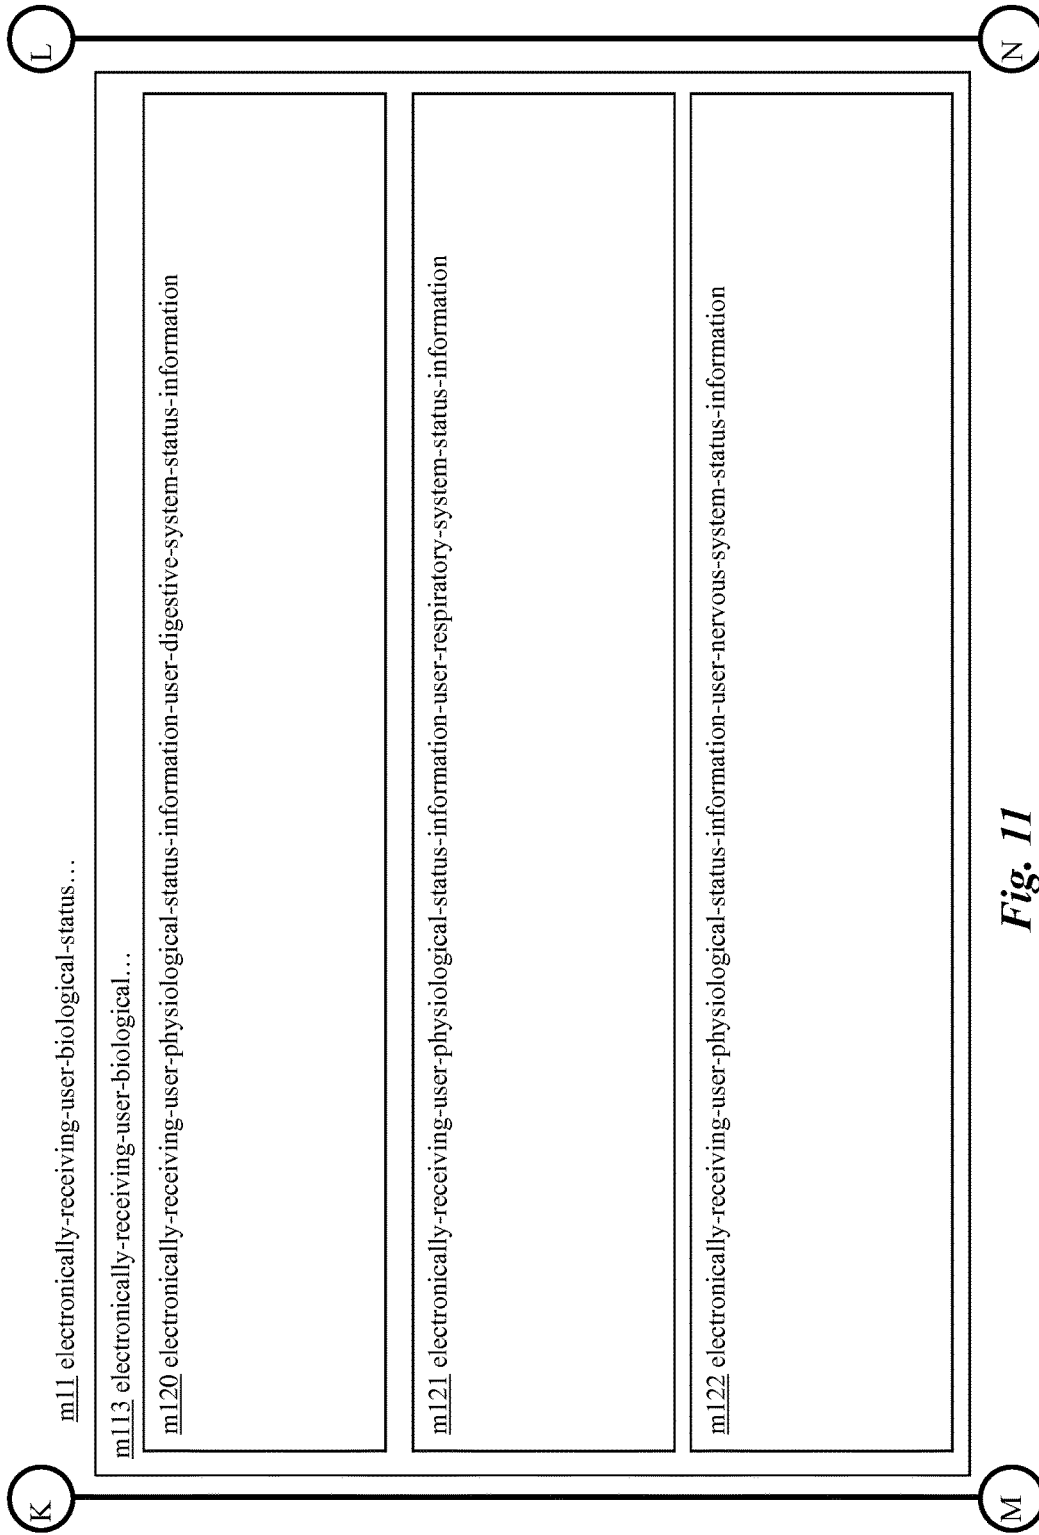 K
L
m11 electronically-receiving-user-biological-status…
m113 electronically-receiving-user-biological…
m120 electronically-receiving-user-physiological-status-information-user-digestive-system-status-information
m121 electronically-receiving-user-physiological-status-information-user-respiratory-system-status-information
m122 electronically-receiving-user-physiological-status-information-user-nervous-system-status-information
M
N
Fig. 11